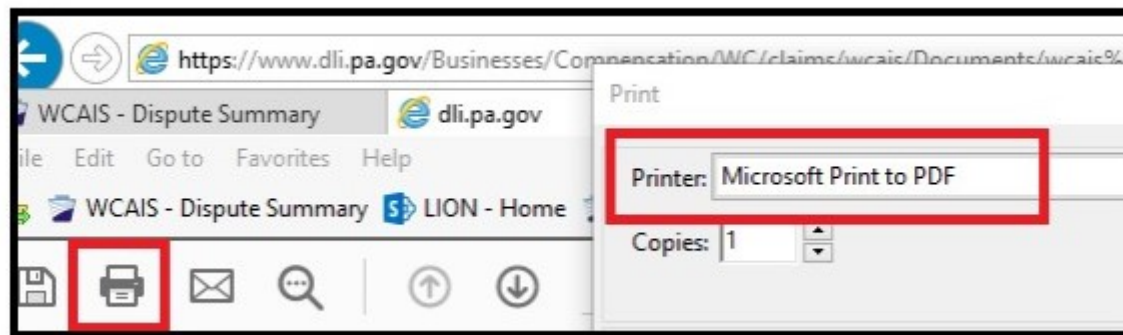 https://www.dli.pa.gov/Businesses/Compensation/WC/claims/wcais/Documents/wcais%
Print
WCAIS - Dispute Summary dli.pa.gov
ile Edit Go to Favorites Help
Printer: Microsoft Print to PDF
WCAIS - Dispute Summary LION - Home
Copies: 1